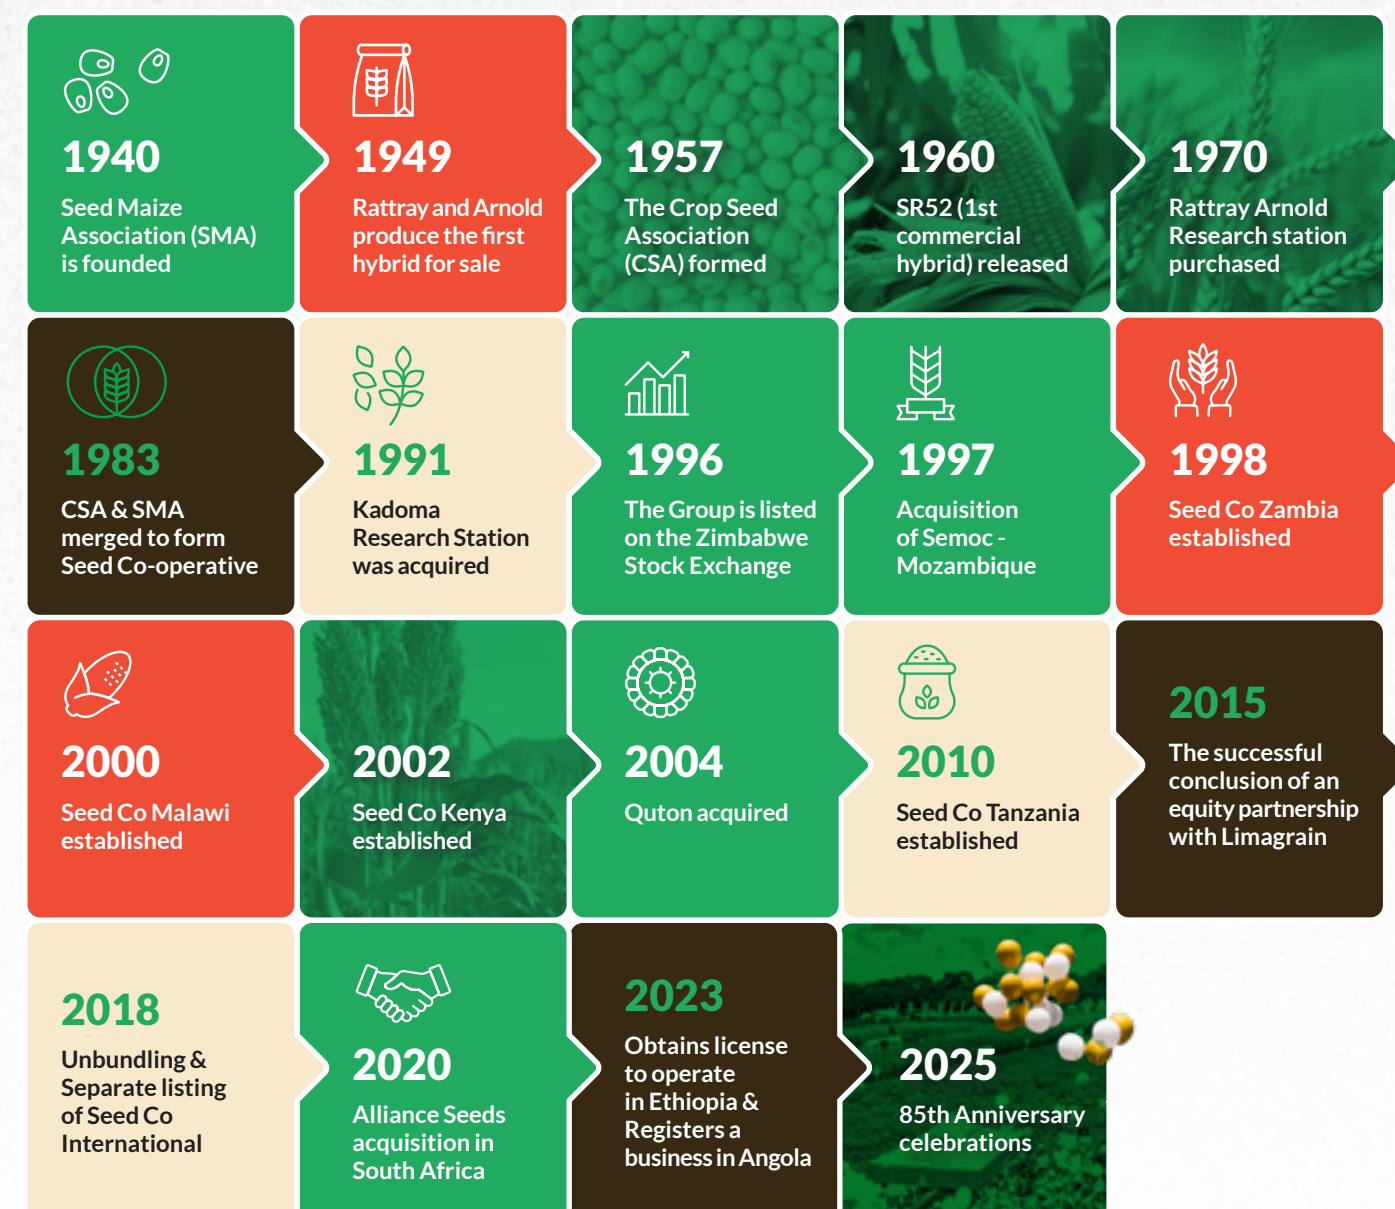 1940
Seed Maize
Association (SMA)
is founded
1949
Rattray and Arnold
produce the first
hybrid for sale
1957
The Crop Seed
Association
(CSA) formed
1960
SR52 (1st
commercial
hybrid) released
1970
Rattray Arnold
Research station
purchased
1983
CSA & SMA
merged to form
Seed Co-operative
1991
Kadoma
Research Station
was acquired
1996
The Group is listed
on the Zimbabwe
Stock Exchange
1997
Acquisition
of Semoc -
Mozambique
1998
Seed Co Zambia
established
2000
Seed Co Malawi
established
2002
Seed Co Kenya
established
2004
Quton acquired
2010
Seed Co Tanzania
established
2015
The successful
conclusion of an
equity partnership
with Limagrain
2018
Unbundling &
Separate listing
of Seed Co
International
2020
Alliance Seeds
acquisition in
South Africa
2023
Obtains license
to operate
in Ethiopia &
Registers a
business in Angola
2025
85th Anniversary
celebrations